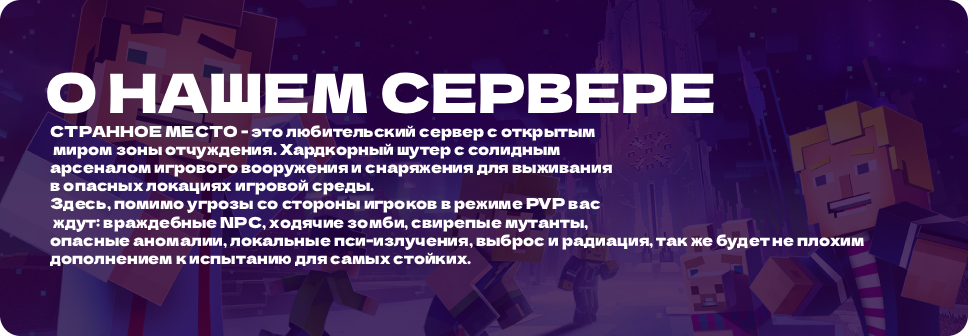 О НАШЕМ СЕРВЕРЕ
СТРАННОЕ МЕСТО - это любительский сервер с открытым
миром зоны отчуждения. Хардкорный шутер с солидным
арсеналом игрового вооружения и снаряжения для выживания
в опасных локациях игровой среды.
Здесь, помимо угрозы со стороны игроков в режиме PVP вас
ждут: враждебные NPC, ходячие зомби, свирепые мутанты,
опасные аномалии, локальные пси-излучения, выброс и радиация, так же будет не плохим
дополнением к испытанию для самых стойких.